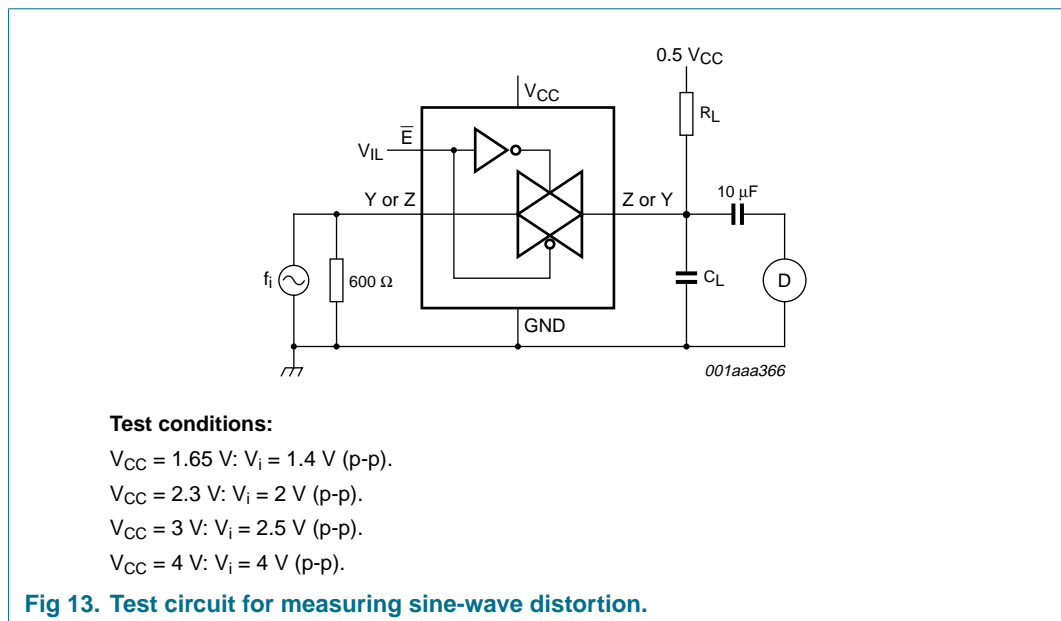 0.5 VCC
VCC
RL
E̅
VIL
Y or Z
Z or Y
10 μF
fi
600 Ω
CL
D
GND
001aaa366
Test conditions:
VCC = 1.65 V: Vi = 1.4 V (p-p).
VCC = 2.3 V: Vi = 2 V (p-p).
VCC = 3 V: Vi = 2.5 V (p-p).
VCC = 4 V: Vi = 4 V (p-p).
Fig 13. Test circuit for measuring sine-wave distortion.